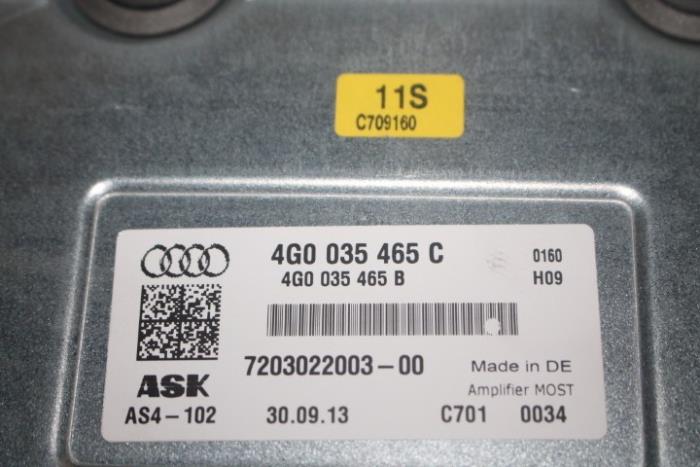 11S
C709160
4G0 035 465 C
4G0 035 465 B
0160
H09
7203022003-00
Made in DE
ASK
Amplifier MOST
AS4-102
30.09.13
C701
0034